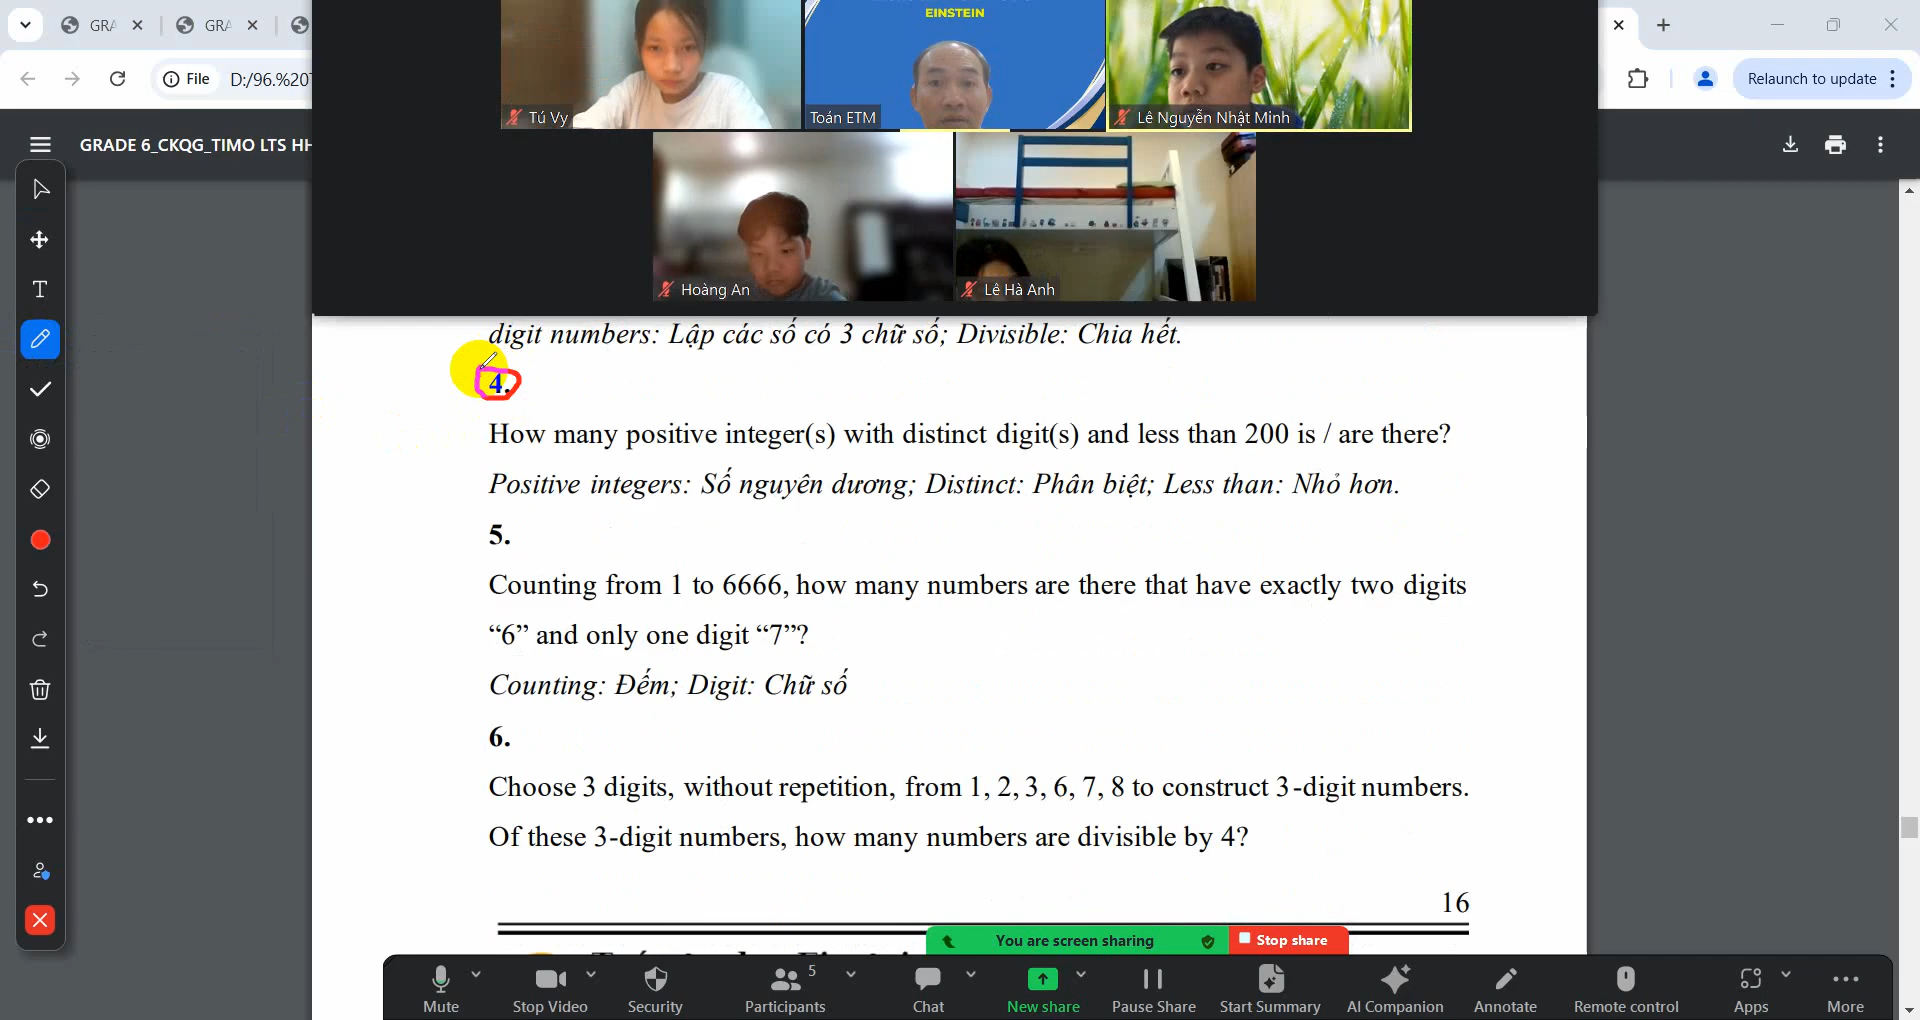 GRA
GRA
File
D:/96.%20
Relaunch to update
GRADE 6_CKQG_TIMO LTS HH
EINSTEIN
Tú Vy
Toán ETM
Lê Nguyễn Nhật Minh
Hoàng An
Lê Hà Anh
digit numbers: Lập các số có 3 chữ số; Divisible: Chia hết.
4.
How many positive integer(s) with distinct digit(s) and less than 200 is / are there?
Positive integers: Số nguyên dương; Distinct: Phân biệt; Less than: Nhỏ hơn.
5.
Counting from 1 to 6666, how many numbers are there that have exactly two digits
“6” and only one digit “7”?
Counting: Đếm; Digit: Chữ số
6.
Choose 3 digits, without repetition, from 1, 2, 3, 6, 7, 8 to construct 3-digit numbers.
Of these 3-digit numbers, how many numbers are divisible by 4?
16
You are screen sharing
Stop share
Mute
Stop Video
Security
Participants
5
Chat
New share
Pause Share
Start Summary
AI Companion
Annotate
Remote control
Apps
More